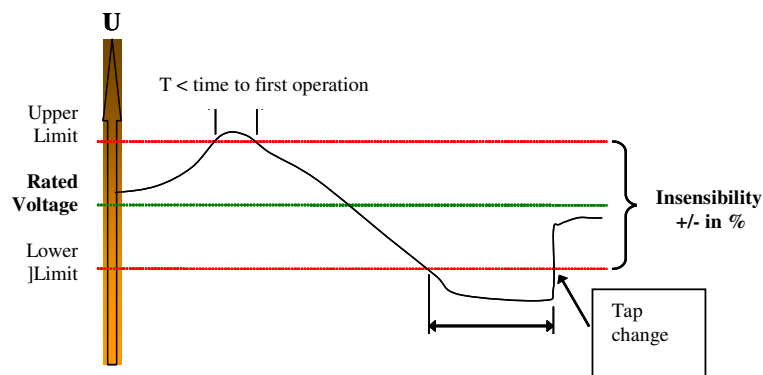 U
T < time to first operation
Upper
Limit
Rated
Voltage
Insensibility
+/- in %
Lower
]Limit
Tap
change